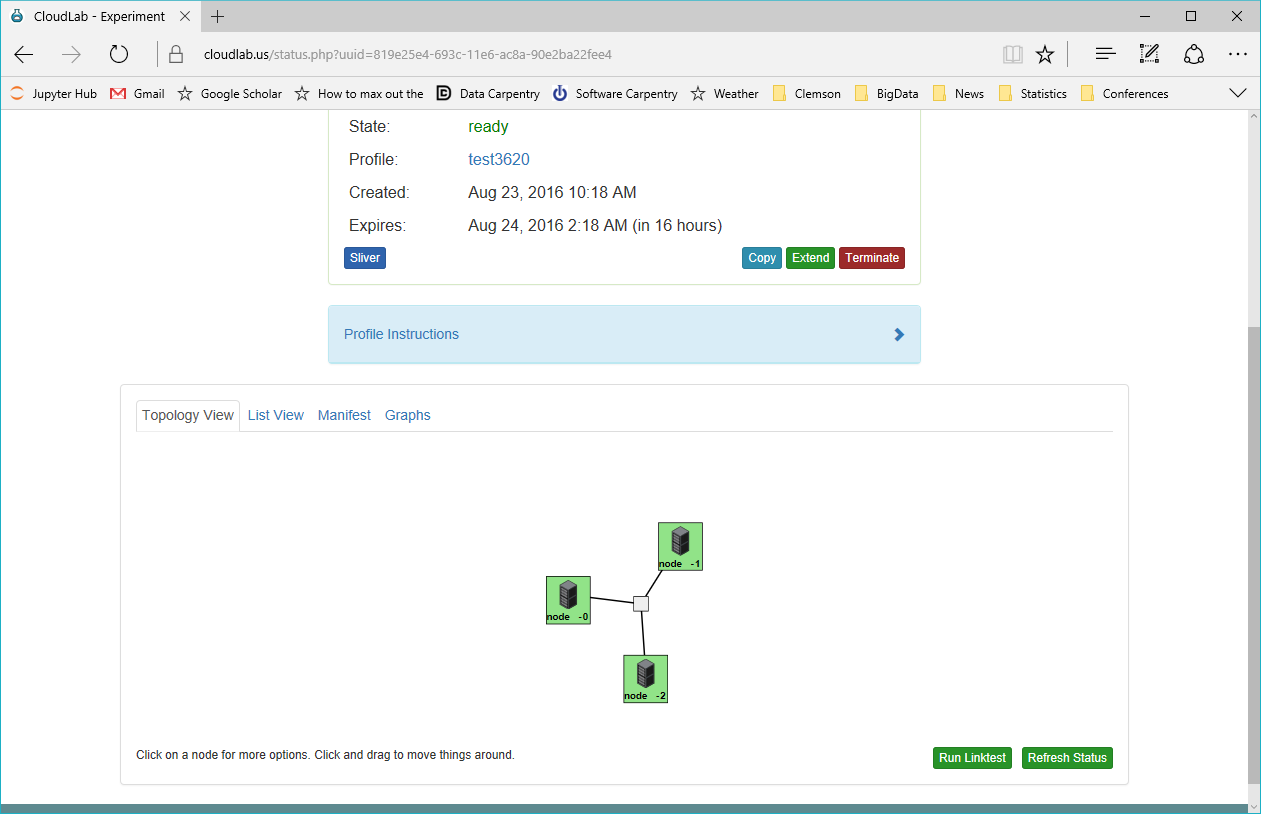 CloudLab - Experiment
cloudlab.us/status.php?uuid=819e25e4-693c-11e6-ac8a-90e2ba22fee4
Jupyter Hub Gmail Google Scholar How to max out the Data Carpentry Software Carpentry Weather Clemson BigData News Statistics Conferences
State: ready
Profile: test3620
Created: Aug 23, 2016 10:18 AM
Expires: Aug 24, 2016 2:18 AM (in 16 hours)
Sliver Copy Extend Terminate
Profile Instructions
Topology View List View Manifest Graphs
node -1
node -0
node -2
Click on a node for more options. Click and drag to move things around.
Run Linktest Refresh Status